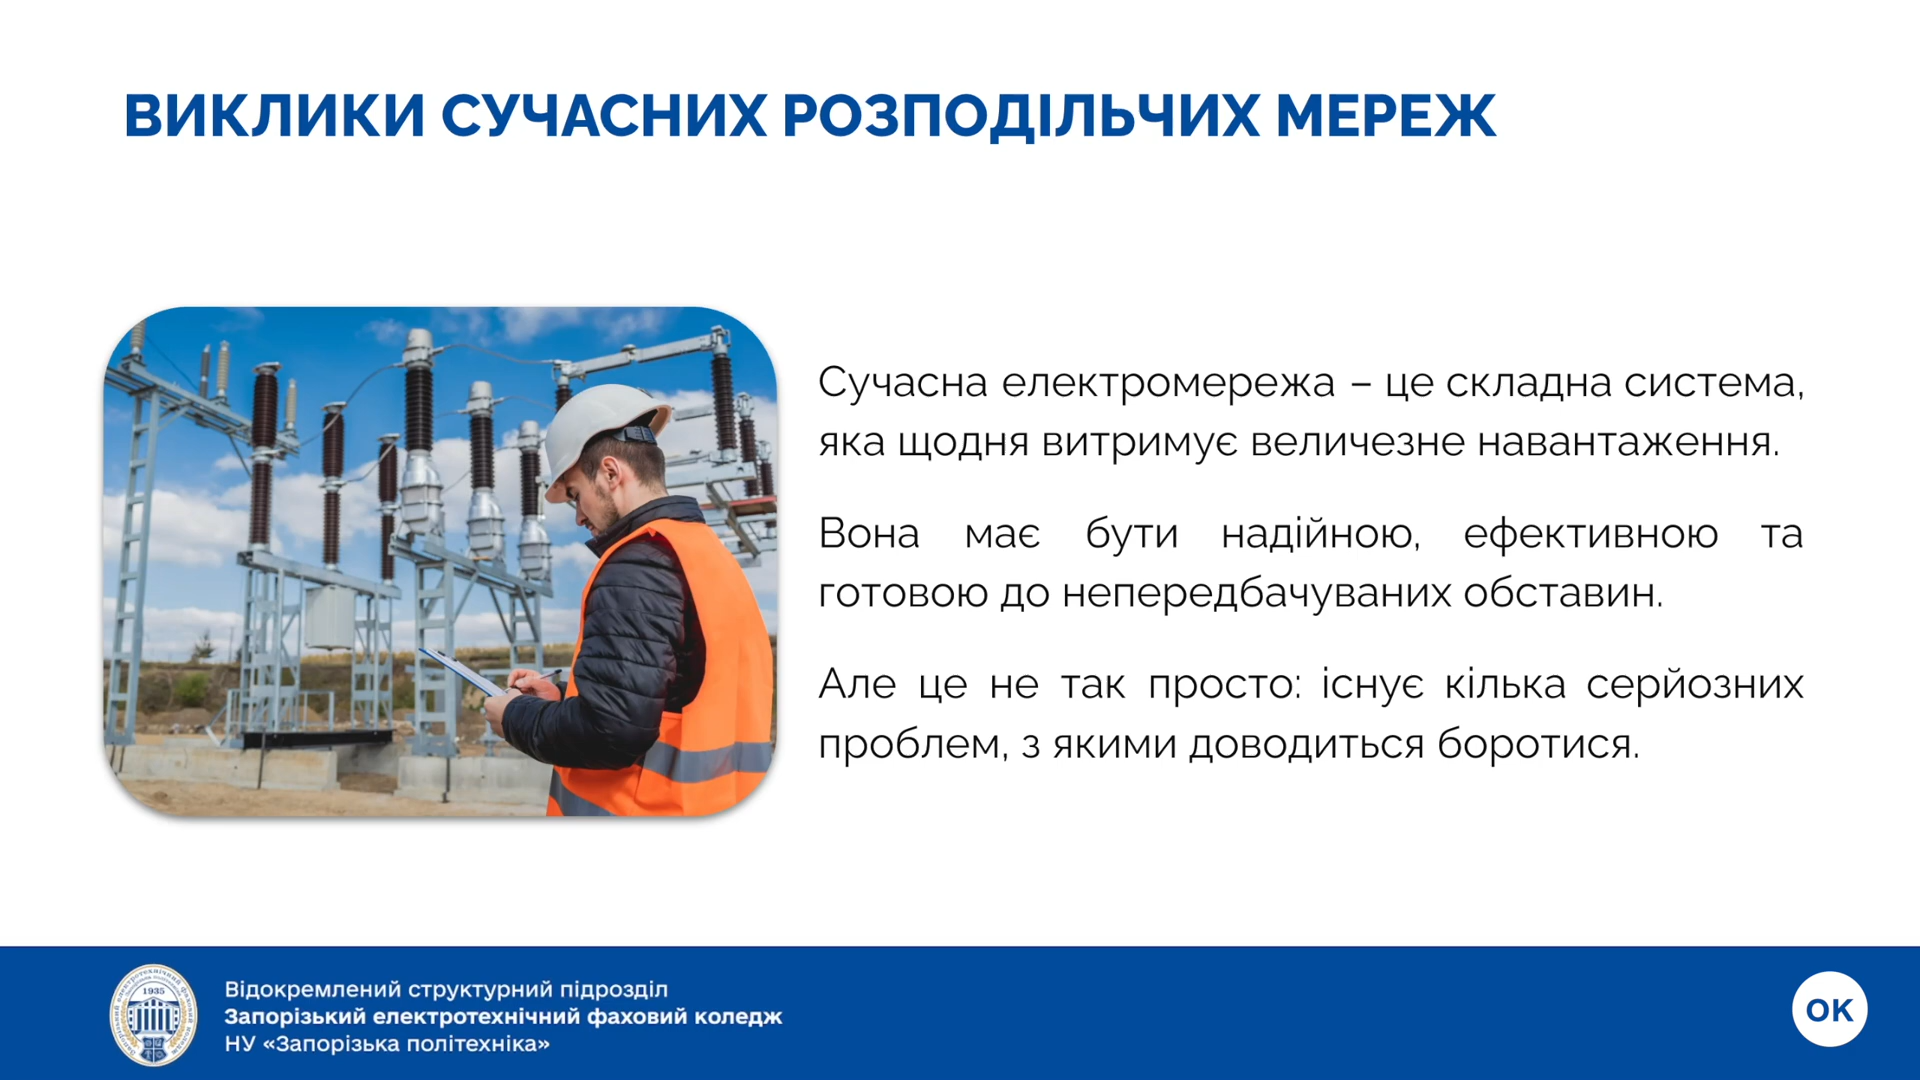 ВИКЛИКИ СУЧАСНИХ РОЗПОДІЛЬЧИХ МЕРЕЖ
Сучасна електромережа – це складна система,
яка щодня витримує величезне навантаження.
Вона має бути надійною, ефективною та
готовою до непередбачуваних обставин.
Але це не так просто: існує кілька серйозних
проблем, з якими доводиться боротися.
1935
Відокремлений структурний підрозділ
Запорізький електротехнічний фаховий коледж
НУ «Запорізька політехніка»
ОК